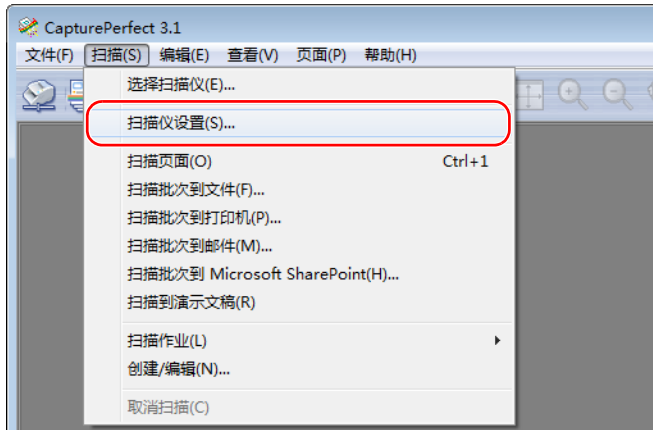 CapturePerfect 3.1
文件(F) 扫描(S) 编辑(E) 查看(V) 页面(P) 帮助(H)
选择扫描仪(E)...
扫描仪设置(S)...
扫描页面(O) Ctrl+1
扫描批次到文件(F)...
扫描批次到打印机(P)...
扫描批次到邮件(M)...
扫描批次到 Microsoft SharePoint(H)...
扫描到演示文稿(R)
扫描作业(L)
创建/编辑(N)...
取消扫描(C)